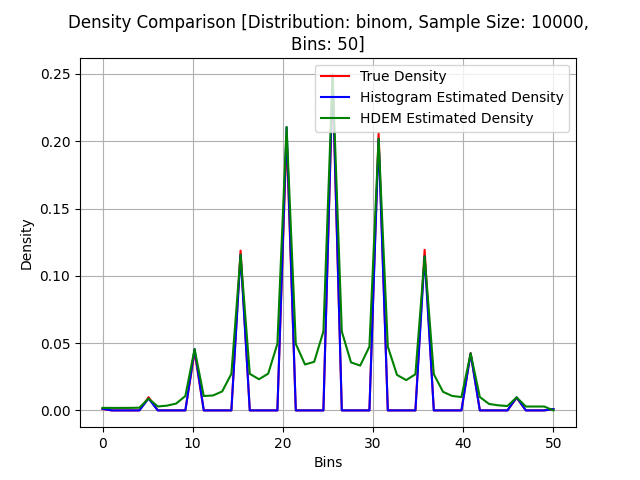 Density Comparison [Distribution: binom, Sample Size: 10000,
Bins: 50]
True Density
Histogram Estimated Density
HDEM Estimated Density
0.25
0.20
0.15
0.10
0.05
0.00
Density
0 10 20 30 40 50
Bins